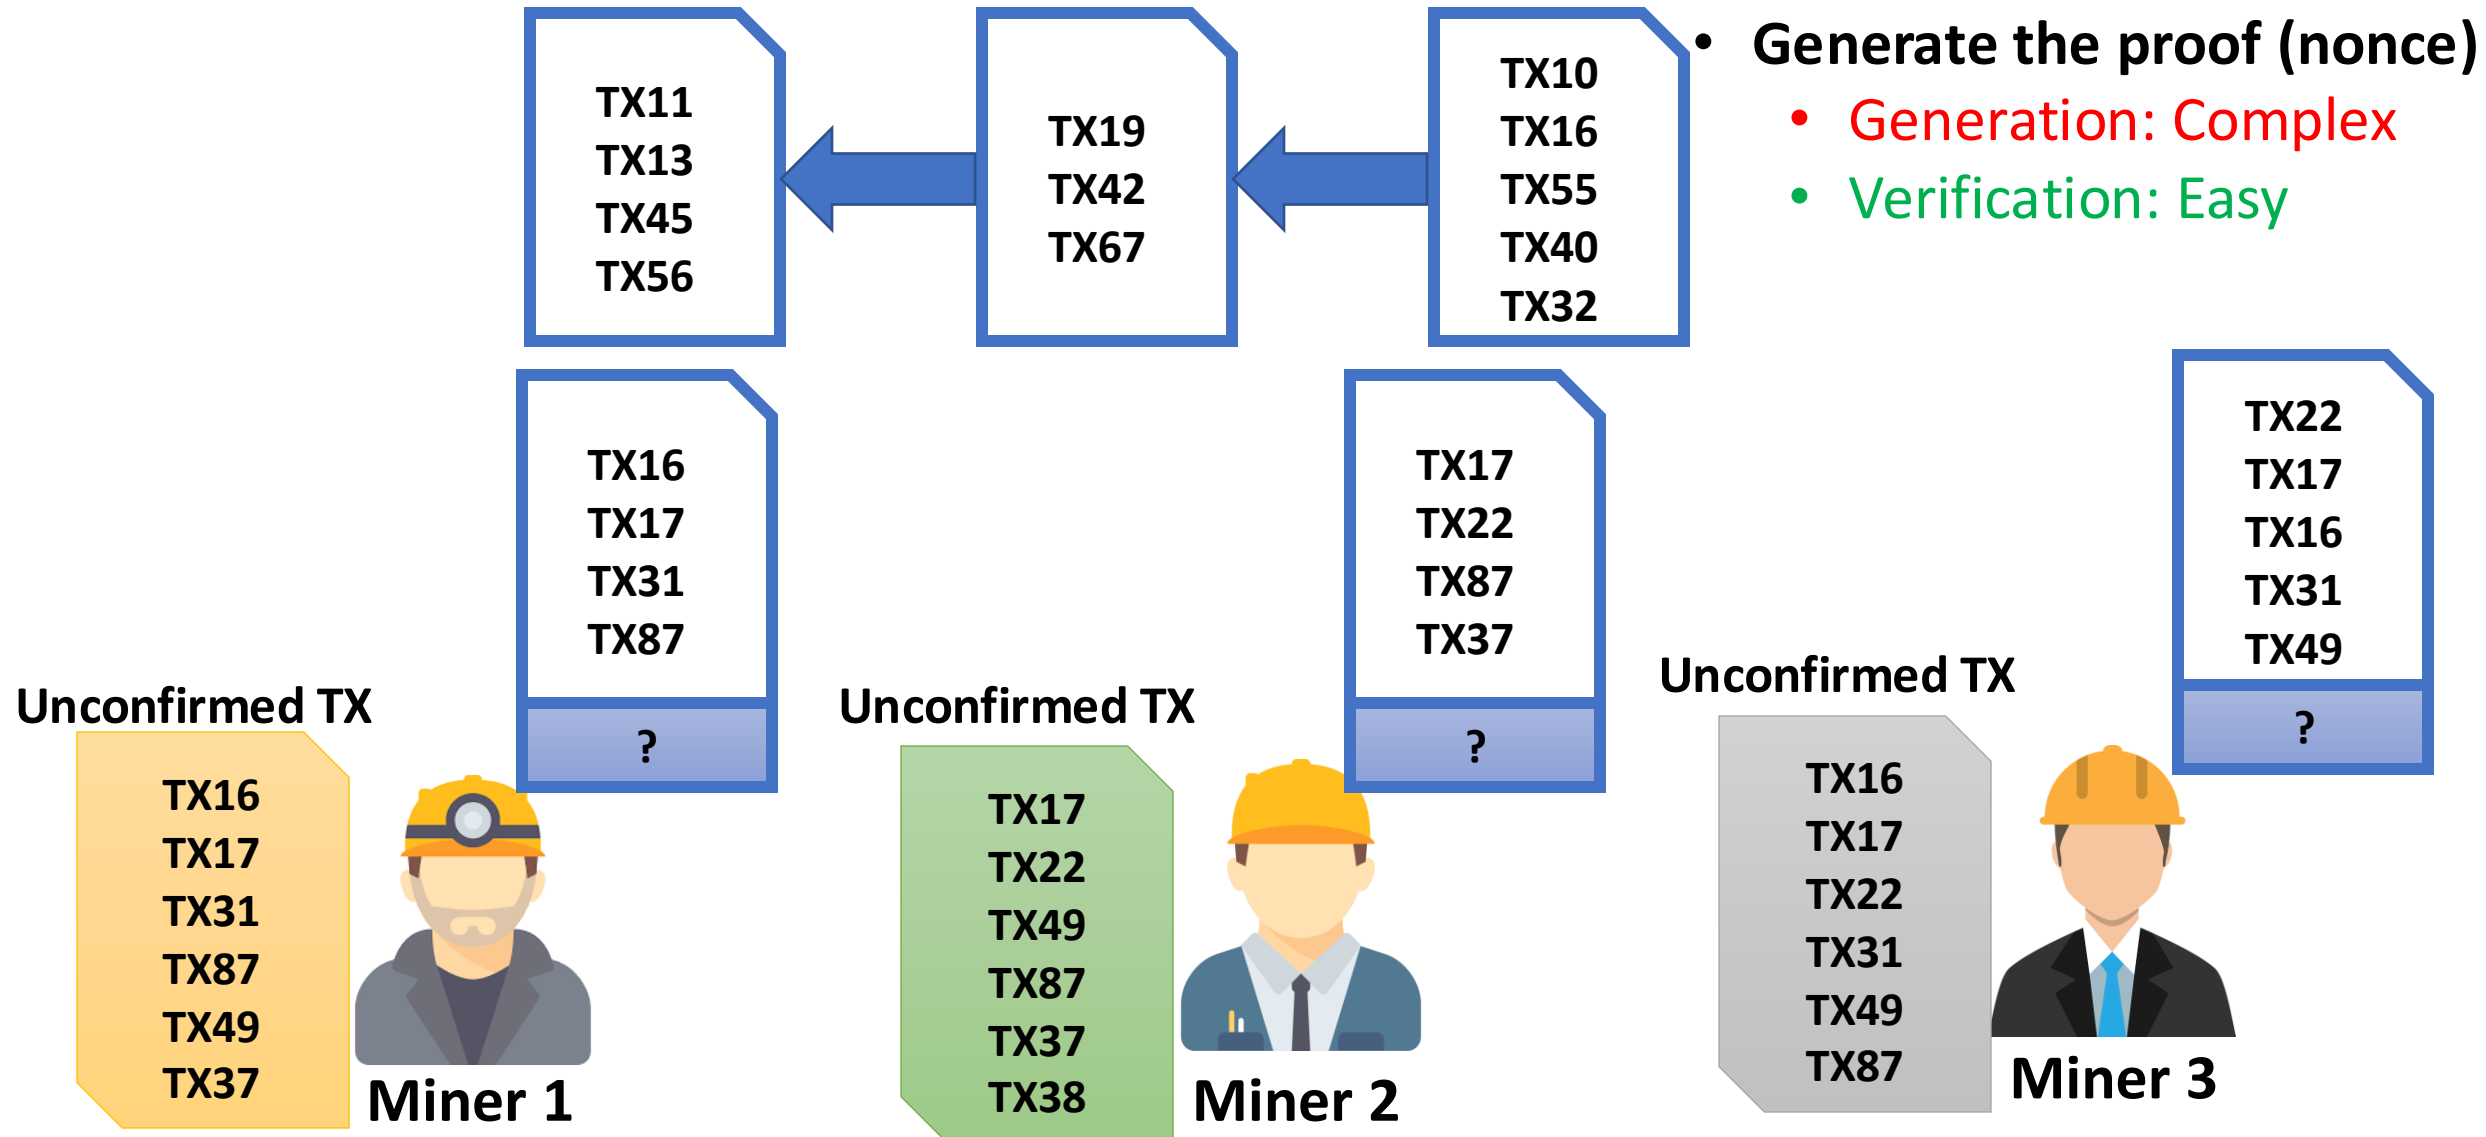 TX11
TX13
TX45
TX56
TX19
TX42
TX67
TX10
TX16
TX55
TX40
TX32
• Generate the proof (nonce)
• Generation: Complex
• Verification: Easy
TX16
TX17
TX31
TX87
?
TX17
TX22
TX87
TX37
?
TX22
TX17
TX16
TX31
TX49
?
Unconfirmed TX
TX16
TX17
TX31
TX87
TX49
TX37
Miner 1
Unconfirmed TX
TX17
TX22
TX49
TX87
TX37
TX38
Miner 2
Unconfirmed TX
TX16
TX17
TX22
TX31
TX49
TX87
Miner 3